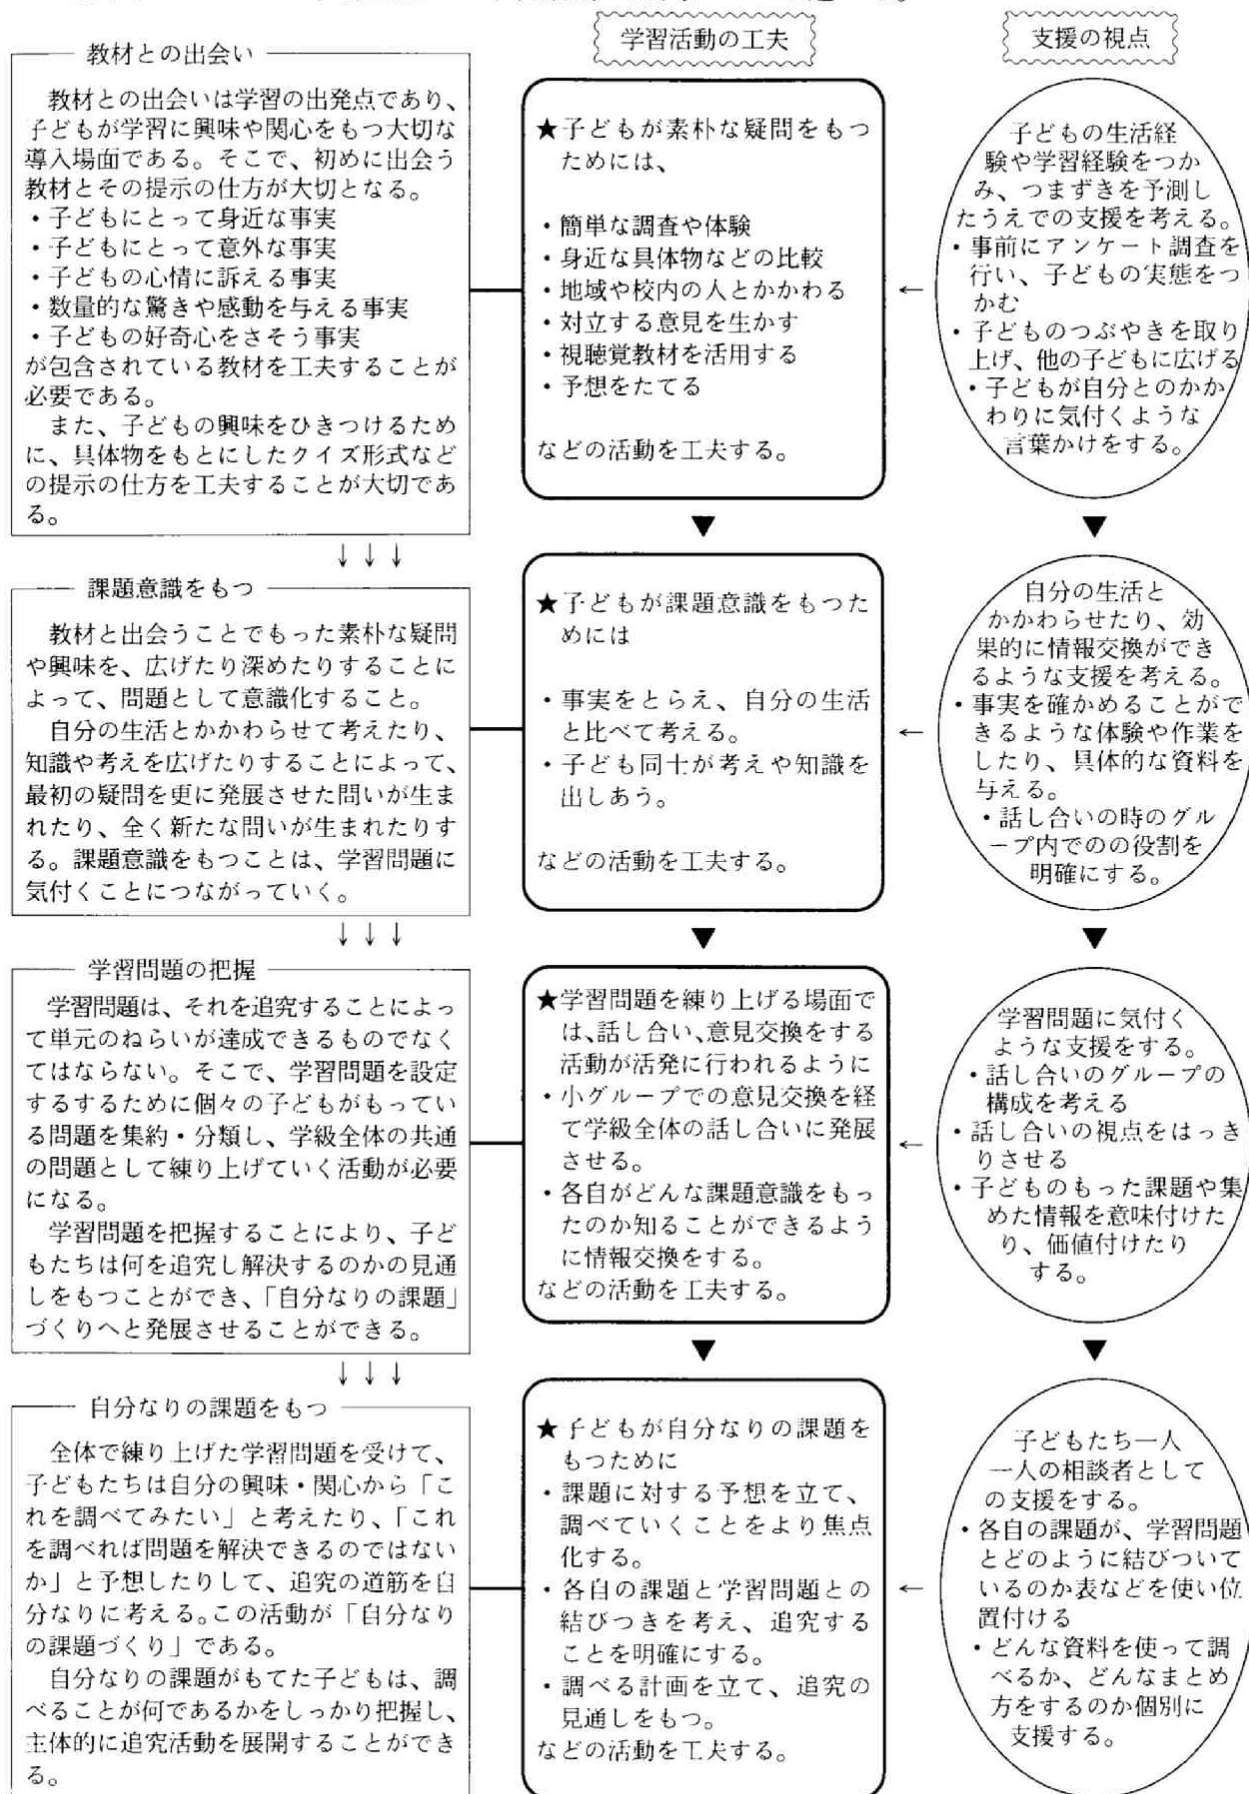 学習活動の工夫
支援の視点
教材との出会い
教材との出会いは学習の出発点であり、
子どもが学習に興味や関心をもつ大切な
導入場面である。そこで、初めに出会う
教材とその提示の仕方が大切となる。
・子どもにとって身近な事実
・子どもにとって意外な事実
・子どもの心情に訴える事実
・数量的な驚きや感動を与える事実
・子どもの好奇心をさそう事実
が包含されている教材を工夫することが
必要である。
また、子どもの興味をひきつけるため
に、具体物をもとにしたクイズ形式など
の提示の仕方を工夫することが大切であ
る。
★子どもが素朴な疑問をもつ
ためには、
・簡単な調査や体験
・身近な具体物などの比較
・地域や校内の人とかかわる
・対立する意見を生かす
・視聴覚教材を活用する
・予想をたてる
などの活動を工夫する。
子どもの生活経
験や学習経験をつか
み、つまずきを予測し
たうえでの支援を考える。
・事前にアンケート調査を
行い、子どもの実態をつ
かむ
・子どものつぶやきを取り
上げ、他の子どもに広げる
・子どもが自分とのかか
わりに気付くような
言葉かけをする。
↓ ↓ ↓
▼
▼
課題意識をもつ
教材と出会うことでもった素朴な疑問
や興味を、広げたり深めたりすることに
よって、問題として意識化すること。
自分の生活とかかわらせて考えたり、
知識や考えを広げたりすることによって、
最初の疑問を更に発展させた問いが生ま
れたり、全く新たな問いが生まれたりす
る。課題意識をもつことは、学習問題に
気付くことにつながっていく。
★子どもが課題意識をもつた
めには
・事実をとらえ、自分の生活
と比べて考える。
・子ども同士が考えや知識を
出しあう。
などの活動を工夫する。
自分の生活と
かかわらせたり、効
果的に情報交換ができ
るような支援を考える。
・事実を確かめることがで
きるような体験や作業を
したり、具体的な資料を
与える。
・話し合いの時のグル
ープ内でのの役割を
明確にする。
↓ ↓ ↓
▼
▼
学習問題の把握
学習問題は、それを追究することによっ
て単元のねらいが達成できるものでなく
てはならない。そこで、学習問題を設定
するするために個々の子どもがもってい
る問題を集約・分類し、学級全体の共通
の問題として練り上げていく活動が必要
になる。
学習問題を把握することにより、子ど
もたちは何を追究し解決するのかの見通
しをもつことができ、「自分なりの課題」
づくりへと発展させることができる。
★学習問題を練り上げる場面で
は、話し合い、意見交換をする
活動が活発に行われるように
・小グループでの意見交換を経
て学級全体の話し合いに発展
させる。
・各自がどんな課題意識をもっ
たのか知ることができるよう
に情報交換をする。
などの活動を工夫する。
学習問題に気付く
ような支援をする。
・話し合いのグループの
構成を考える
・話し合いの視点をはっき
りさせる
・子どものもった課題や集
めた情報を意味付けた
り、価値付けたり
する。
↓ ↓ ↓
▼
▼
自分なりの課題をもつ
全体で練り上げた学習問題を受けて、
子どもたちは自分の興味・関心から「こ
れを調べてみたい」と考えたり、「これ
を調べれば問題を解決できるのではない
か」と予想したりして、追究の道筋を自
分なりに考える。この活動が「自分なり
の課題づくり」である。
自分なりの課題がもてた子どもは、調
べることが何であるかをしっかり把握し、
主体的に追究活動を展開することができ
る。
★子どもが自分なりの課題を
もつために
・課題に対する予想を立て、
調べていくことをより焦点
化する。
・各自の課題と学習問題との
結びつきを考え、追究する
ことを明確にする。
・調べる計画を立て、追究の
見通しをもつ。
などの活動を工夫する。
子どもたち一人
一人の相談者として
の支援をする。
・各自の課題が、学習問題
とどのように結びついて
いるのか表などを使い位
置付ける
・どんな資料を使って調
べるか、どんなまとめ
方をするのか個別に
支援する。